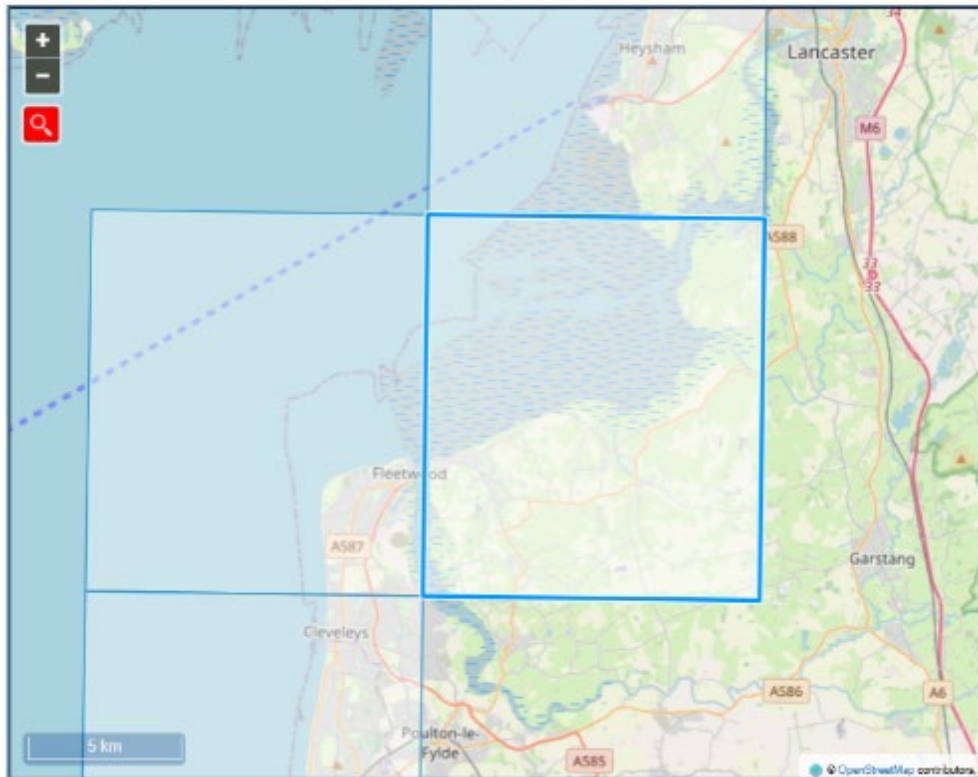 +
−
34
Heysham
Lancaster
M6
A588
33
33
Fleetwood
A587
Garstang
Cleveleys
A586
A6
5 km
Poulton-le-
Fylde
A585
© OpenStreetMap contributors